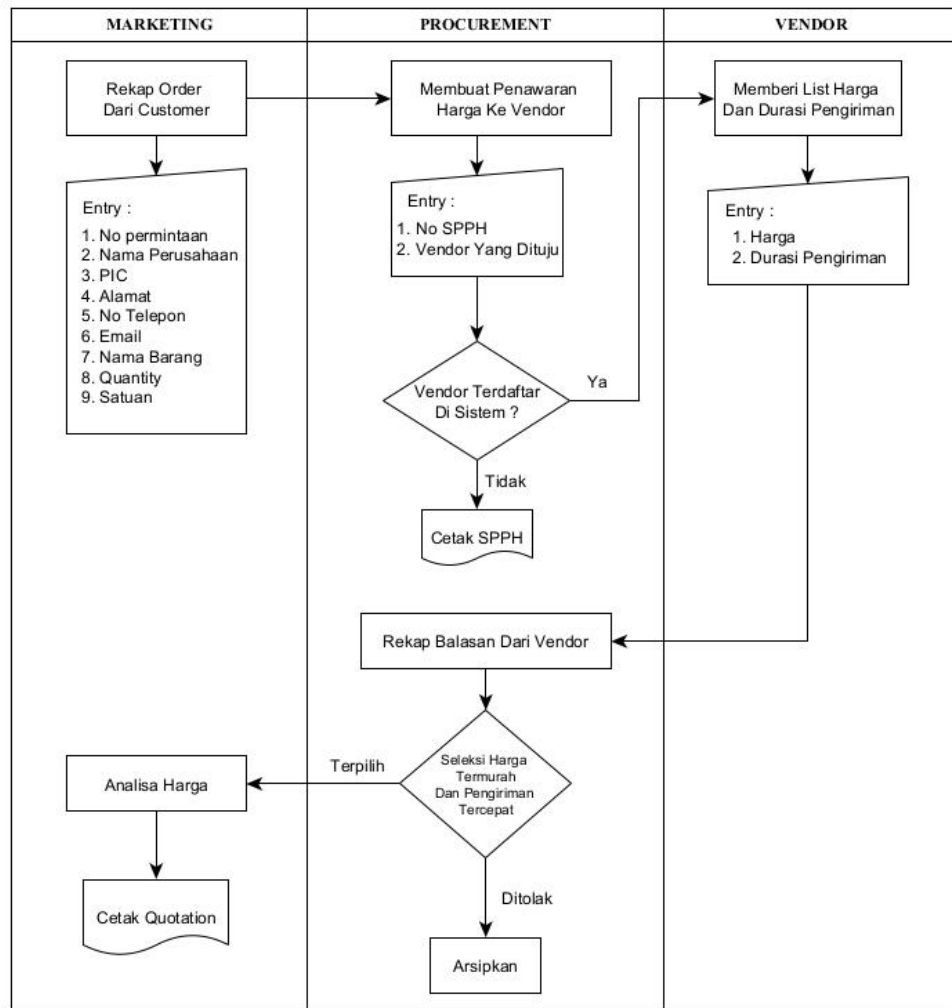 MARKETING
PROCUREMENT
VENDOR
Rekap Order
Dari Customer
Membuat Penawaran
Harga Ke Vendor
Memberi List Harga
Dan Durasi Pengiriman
Entry :
1. No permintaan
2. Nama Perusahaan
3. PIC
4. Alamat
5. No Telepon
6. Email
7. Nama Barang
8. Quantity
9. Satuan
Entry :
1. No SPPH
2. Vendor Yang Dituju
Entry :
1. Harga
2. Durasi Pengiriman
Vendor Terdaftar
Di Sistem ?
Ya
Tidak
Cetak SPPH
Rekap Balasan Dari Vendor
Seleksi Harga
Termurah
Dan Pengiriman
Tercepat
Terpilih
Analisa Harga
Cetak Quotation
Ditolak
Arsipkan